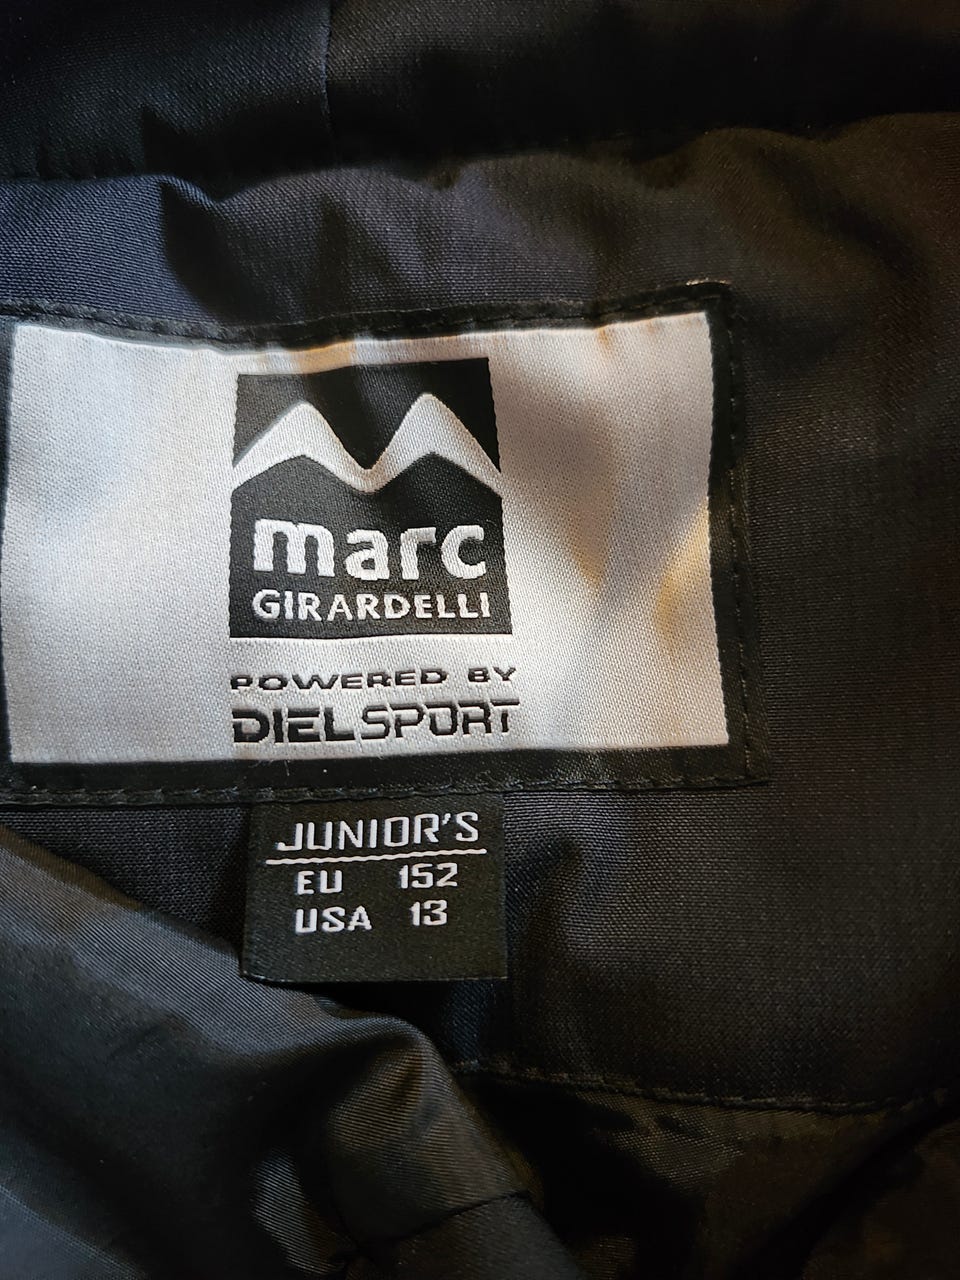 marc
GIRARDELLI
POWERED BY
DIELSPORT
JUNIOR'S
EU 152
USA 13